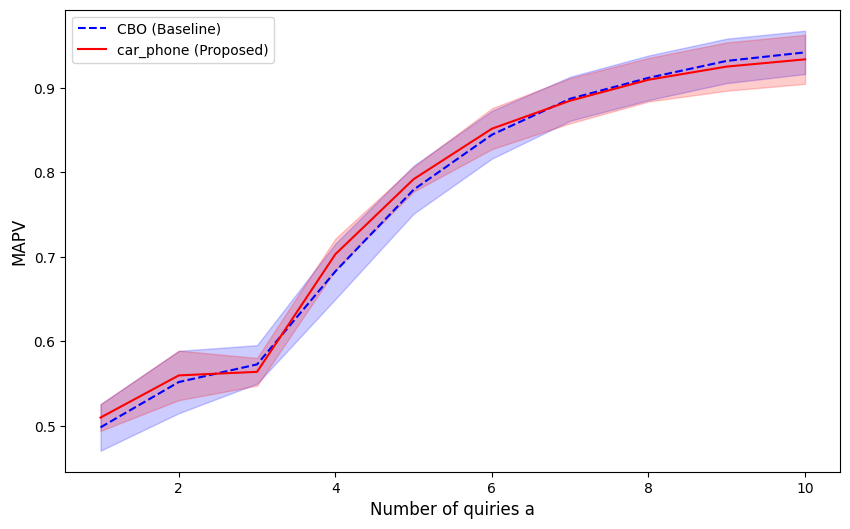 CBO (Baseline)
car_phone (Proposed)
MAPV
0.9
0.8
0.7
0.6
0.5
2
4
6
8
10
Number of quiries a